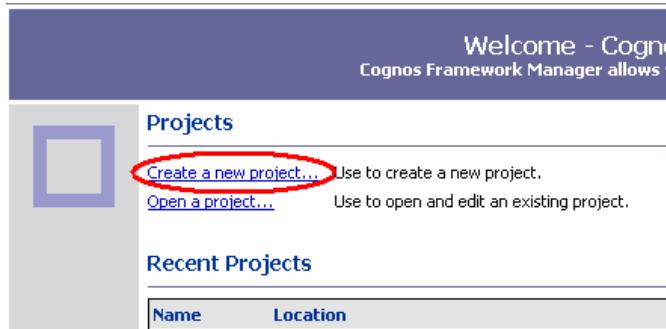 Welcome - Cogn
Cognos Framework Manager allows
Projects
Create a new project... Use to create a new project.
Open a project... Use to open and edit an existing project.
Recent Projects
Name Location